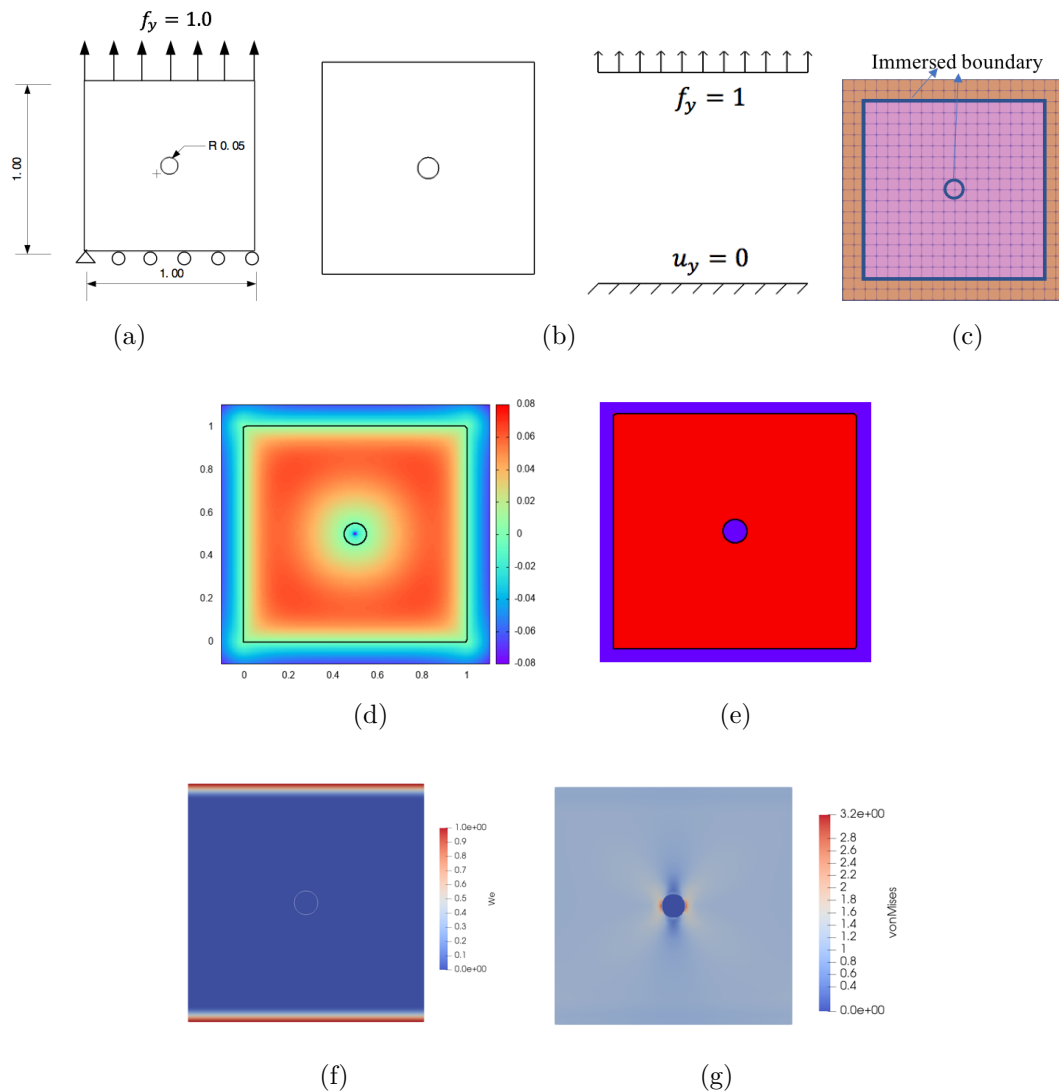 f_y = 1.0
R 0. 05
1.00
1.00
(a)
f_y = 1
u_y = 0
(b)
Immersed boundary
(c)
1
0.8
0.6
0.4
0.2
0
0 0.2 0.4 0.6 0.8 1
0.08
0.06
0.04
0.02
0
-0.02
-0.04
-0.06
-0.08
(d)
(e)
1.0e+00
0.9
0.8
0.7
0.6
0.5
0.4
0.3
0.2
0.1
0.0e+00
We
(f)
3.2e+00
2.8
2.6
2.4
2.2
2
1.8
1.6
1.4
1.2
1
0.8
0.6
0.4
0.0e+00
vonMises
(g)